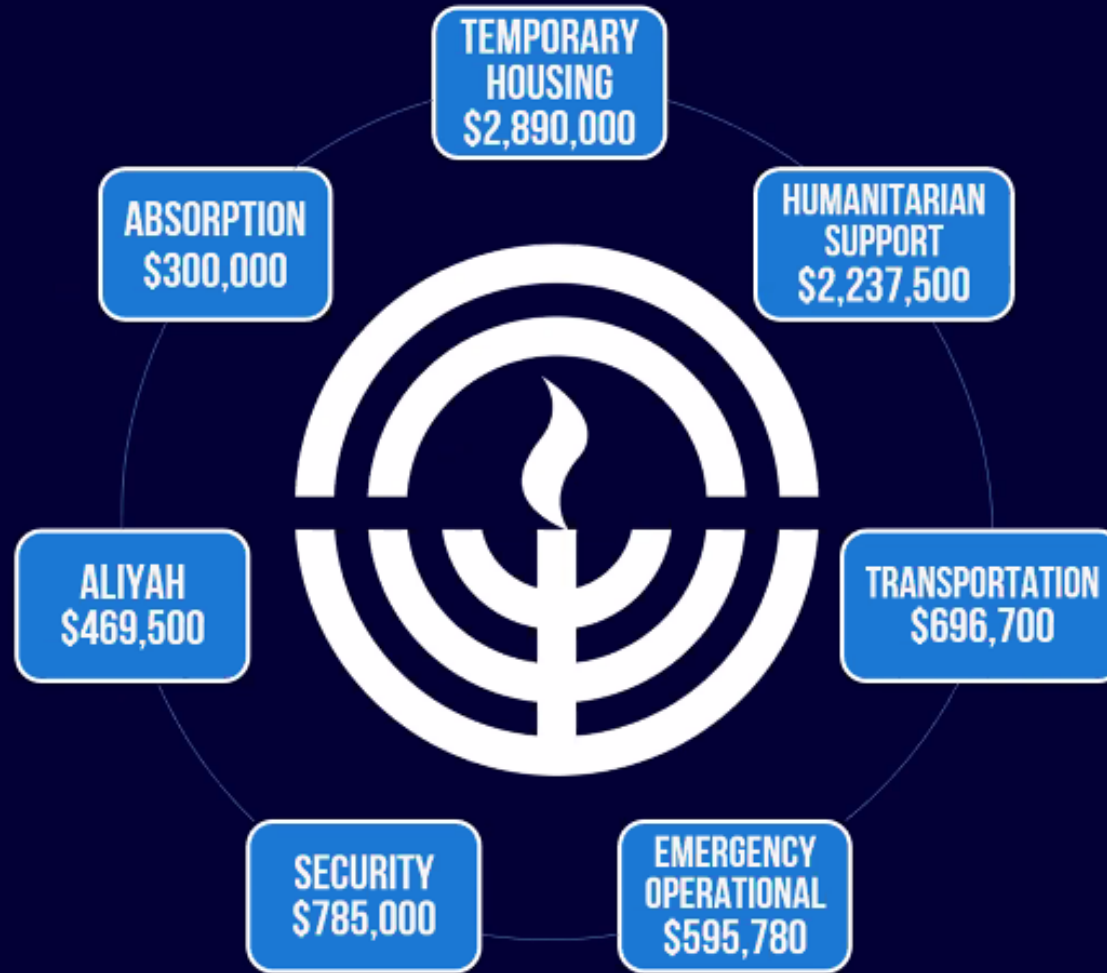 TEMPORARY
HOUSING
$2,890,000
HUMANITARIAN
SUPPORT
$2,237,500
TRANSPORTATION
$696,700
EMERGENCY
OPERATIONAL
$595,780
SECURITY
$785,000
ALIYAH
$469,500
ABSORPTION
$300,000